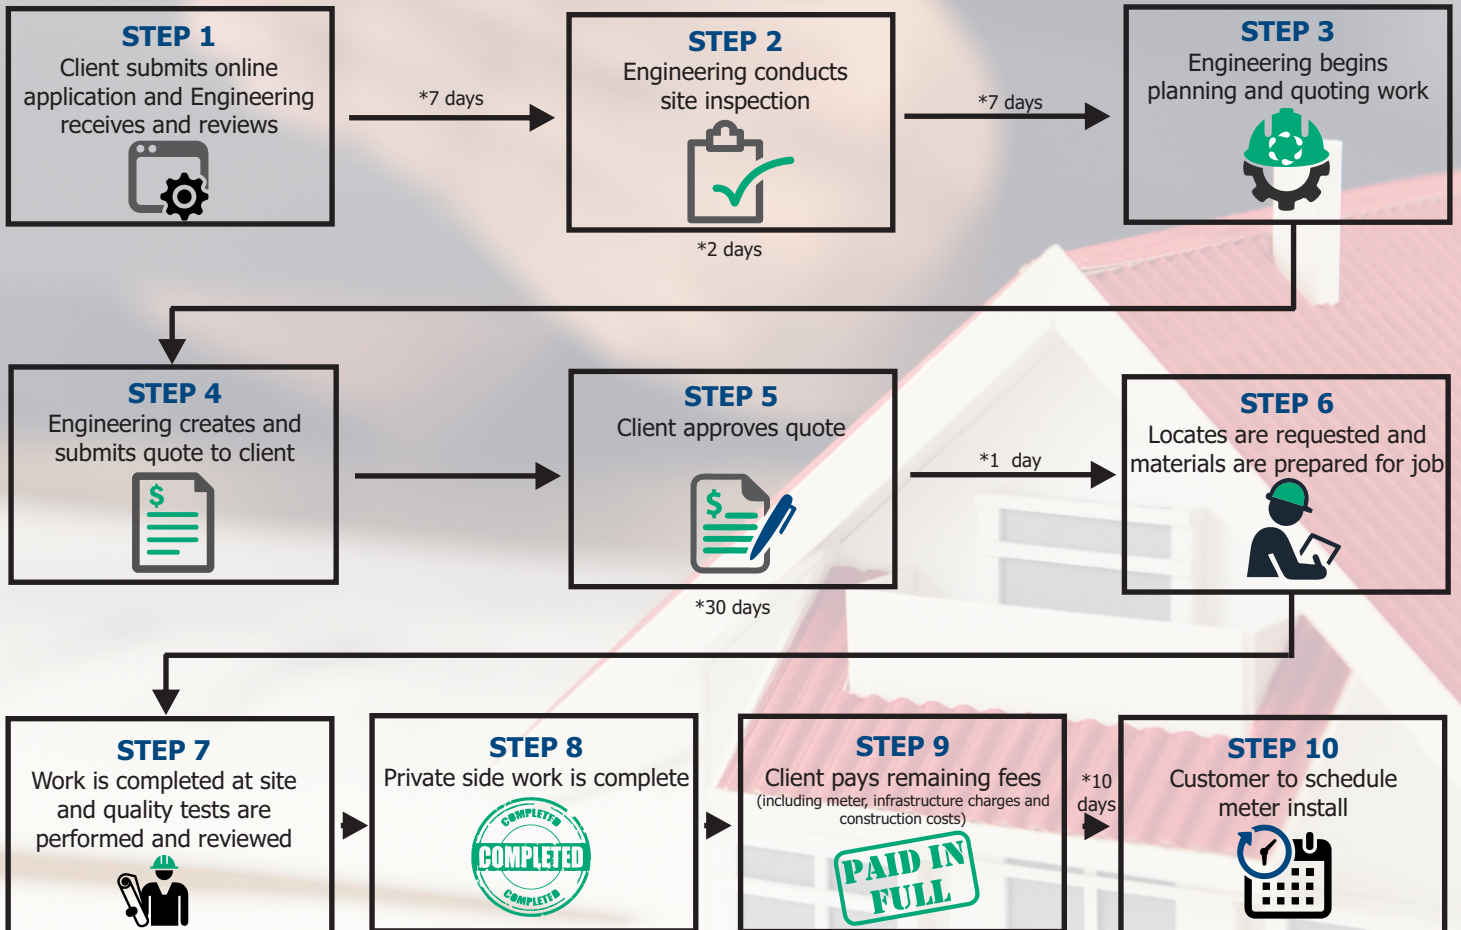 STEP 1
Client submits online
application and Engineering
receives and reviews
*7 days
STEP 2
Engineering conducts
site inspection
*2 days
*7 days
STEP 3
Engineering begins
planning and quoting work
STEP 4
Engineering creates and
submits quote to client
$
STEP 5
Client approves quote
$
*30 days
*1 day
STEP 6
Locates are requested and
materials are prepared for job
STEP 7
Work is completed at site
and quality tests are
performed and reviewed
STEP 8
Private side work is complete
COMPLETED
COMPLETED
COMPLETED
STEP 9
Client pays remaining fees
(including meter, infrastructure charges and
construction costs)
PAID IN
FULL
*10
days
STEP 10
Customer to schedule
meter install